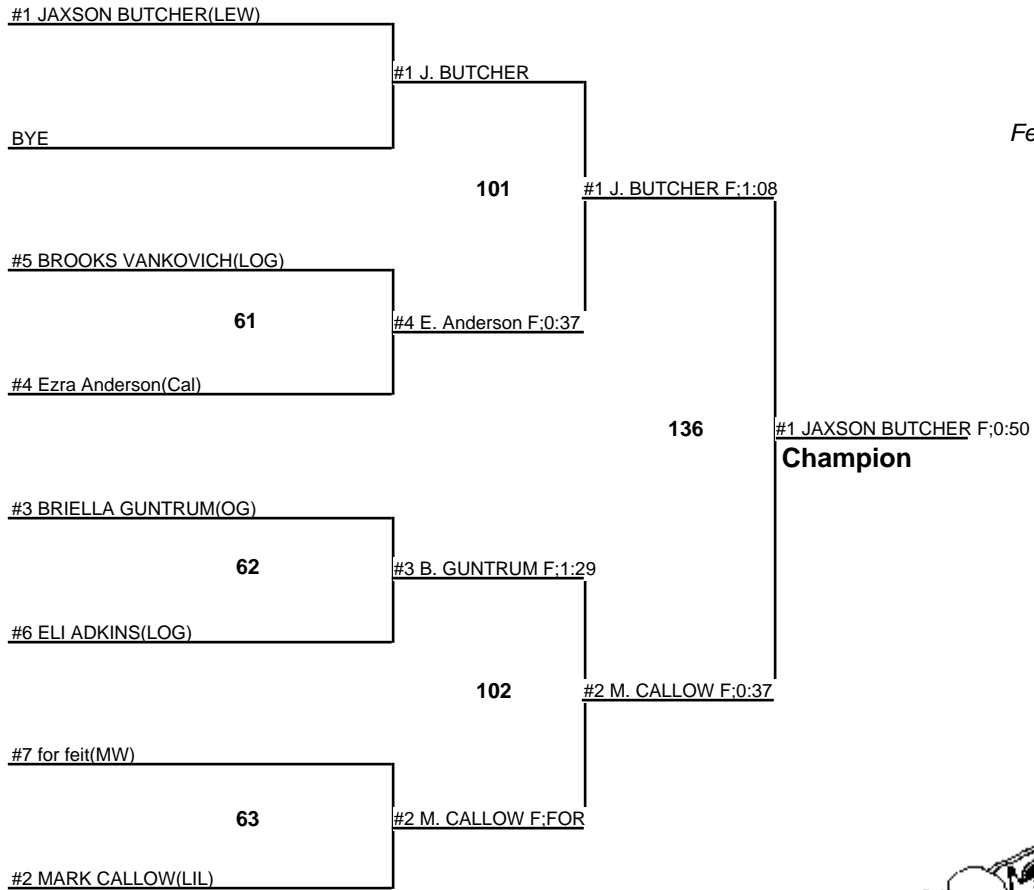 #1 JAXSON BUTCHER(LEW)
#1 J. BUTCHER
BYE
Fe
101
#1 J. BUTCHER F;1:08
#5 BROOKS VANKOVICH(LOG)
61
#4 E. Anderson F;0:37
#4 Ezra Anderson(Cal)
136
#1 JAXSON BUTCHER F;0:50
Champion
#3 BRIELLA GUNTRUM(OG)
62
#3 B. GUNTRUM F;1:29
#6 ELI ADKINS(LOG)
102
#2 M. CALLOW F;0:37
#7 for feit(MW)
63
#2 M. CALLOW F;FOR
#2 MARK CALLOW(LIL)